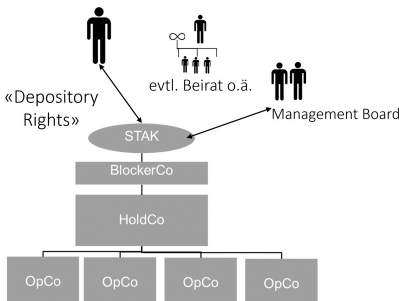 evtl. Beirat o.ä.
«Depository
Rights»
Management Board
STAK
BlockerCo
HoldCo
OpCo OpCo OpCo OpCo